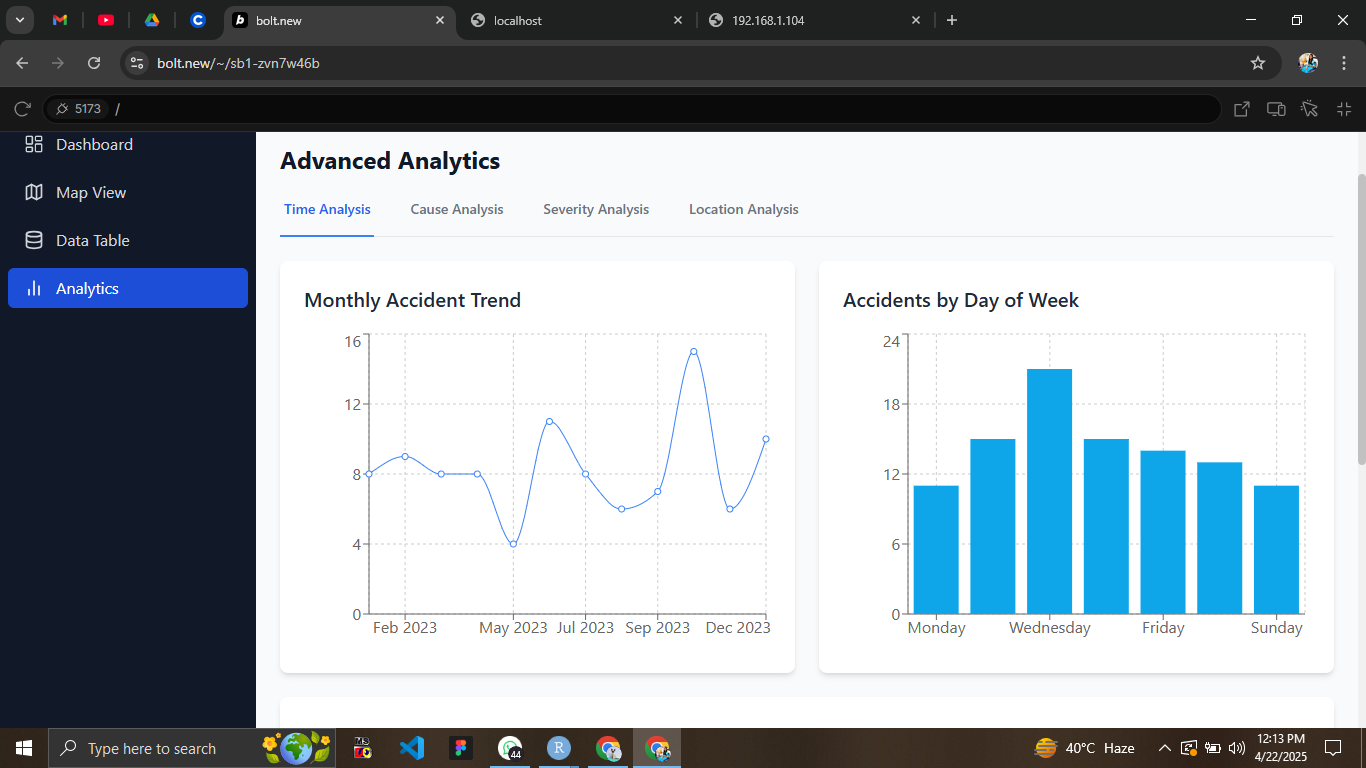 bolt.new
localhost
192.168.1.104
bolt.new/~/sb1-zvn7w46b
5173 /
Dashboard
Map View
Data Table
Analytics
Advanced Analytics
Time Analysis Cause Analysis Severity Analysis Location Analysis
Monthly Accident Trend
16
12
8
4
0
Feb 2023 May 2023 Jul 2023 Sep 2023 Dec 2023
Accidents by Day of Week
24
18
12
6
0
Monday Wednesday Friday Sunday
Type here to search
44
40°C Haze
12:13 PM
4/22/2025